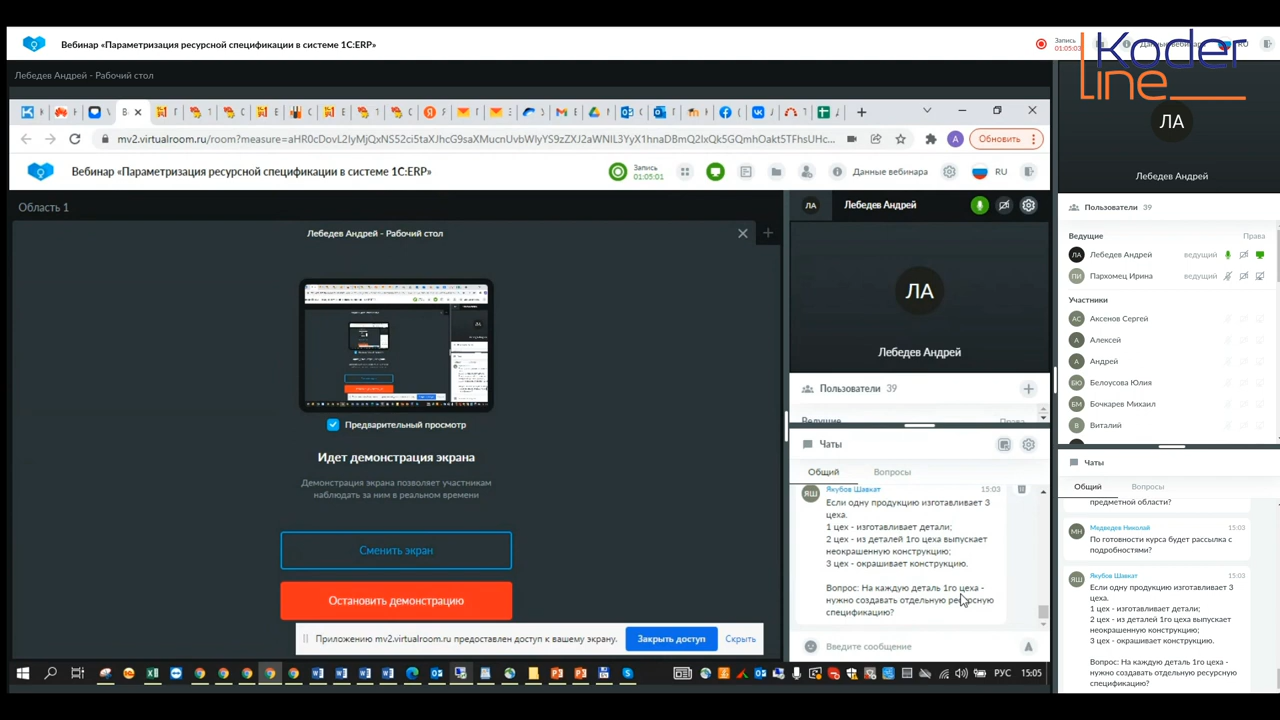 Вебинар «Параметризация ресурсной спецификации в системе 1С:ERP»
Запись
01:05:03
Данные вебинара
RU
Koder
line
Лебедев Андрей - Рабочий стол
Обновить
Вебинар «Параметризация ресурсной спецификации в системе 1С:ERP»
Запись
01:05:01
Данные вебинара
RU
Область 1
Лебедев Андрей - Рабочий стол
Предварительный просмотр
Идет демонстрация экрана
Демонстрация экрана позволяет участникам
наблюдать за ним в реальном времени
Сменить экран
Остановить демонстрацию
Приложению mv2.virtualroom.ru предоставлен доступ к вашему экрану.
Закрыть доступ
Скрыть
ЛА
Лебедев Андрей
ЛА
Лебедев Андрей
Пользователи 39
Чаты
Общий
Вопросы
Якубов Шавкат
15:03
Если одну продукцию изготавливает 3
цеха.
1 цех - изготавливает детали;
2 цех - из деталей 1го цеха выпускает
неокрашенную конструкцию;
3 цех - окрашивает конструкцию.
Вопрос: На каждую деталь 1го цеха -
нужно создавать отдельную ресурсную
спецификацию?
Введите сообщение
РУС
15:05
ЛА
Лебедев Андрей
Пользователи 39
Ведущие
Права
ЛА Лебедев Андрей ведущий
ПИ Пархомец Ирина ведущий
Участники
АС Аксенов Сергей
А Алексей
А Андрей
БЮ Белоусова Юлия
БМ Бочкарев Михаил
В Виталий
Чаты
Общий
Вопросы
предметной области?
МН Медведев Николай 15:03
По готовности курса будет рассылка с
подробностями?
ЯШ Якубов Шавкат 15:03
Если одну продукцию изготавливает 3
цеха.
1 цех - изготавливает детали;
2 цех - из деталей 1го цеха выпускает
неокрашенную конструкцию;
3 цех - окрашивает конструкцию.
Вопрос: На каждую деталь 1го цеха -
нужно создавать отдельную ресурсную
спецификацию?